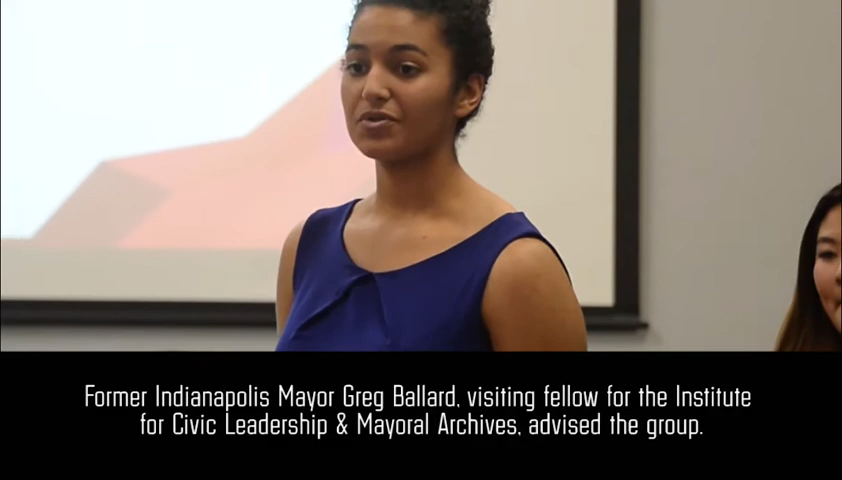 Former Indianapolis Mayor Greg Ballard, visiting fellow for the Institute
for Civic Leadership & Mayoral Archives, advised the group.